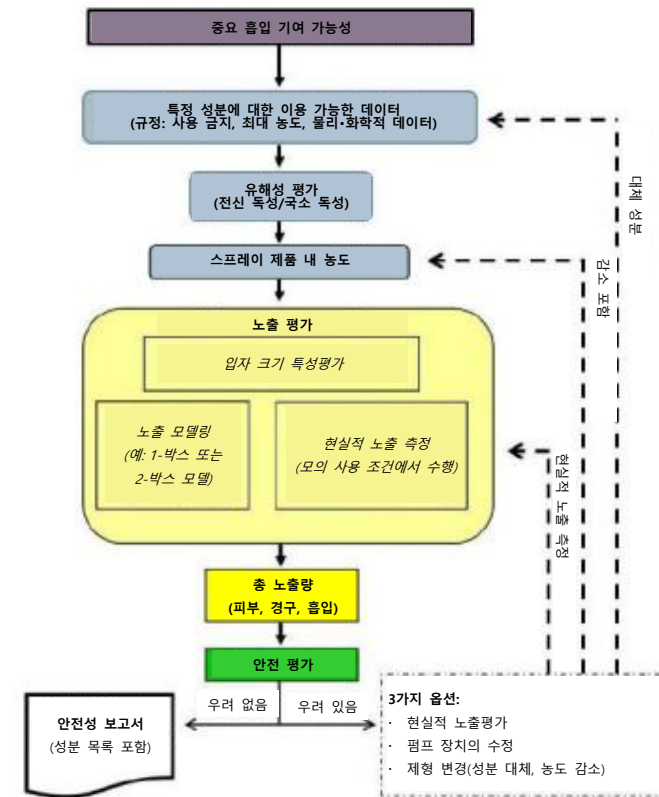 중요 흡입 기여 가능성
특정 성분에 대한 이용 가능한 데이터
(규정: 사용 금지, 최대 농도, 물리•화학적 데이터)
유해성 평가
(전신 독성/국소 독성)
스프레이 제품 내 농도
노출 평가
입자 크기 특성평가
노출 모델링
(예: 1-박스 또는
2-박스 모델)
현실적 노출 측정
(모의 사용 조건에서 수행)
총 노출량
(피부, 경구, 흡입)
안전 평가
우려 없음
우려 있음
안전성 보고서
(성분 목록 포함)
3가지 옵션:
· 현실적 노출평가
· 펌프 장치의 수정
· 제형 변경(성분 대체, 농도 감소)
대체 성분
감소 포함
현실적 노출 측정